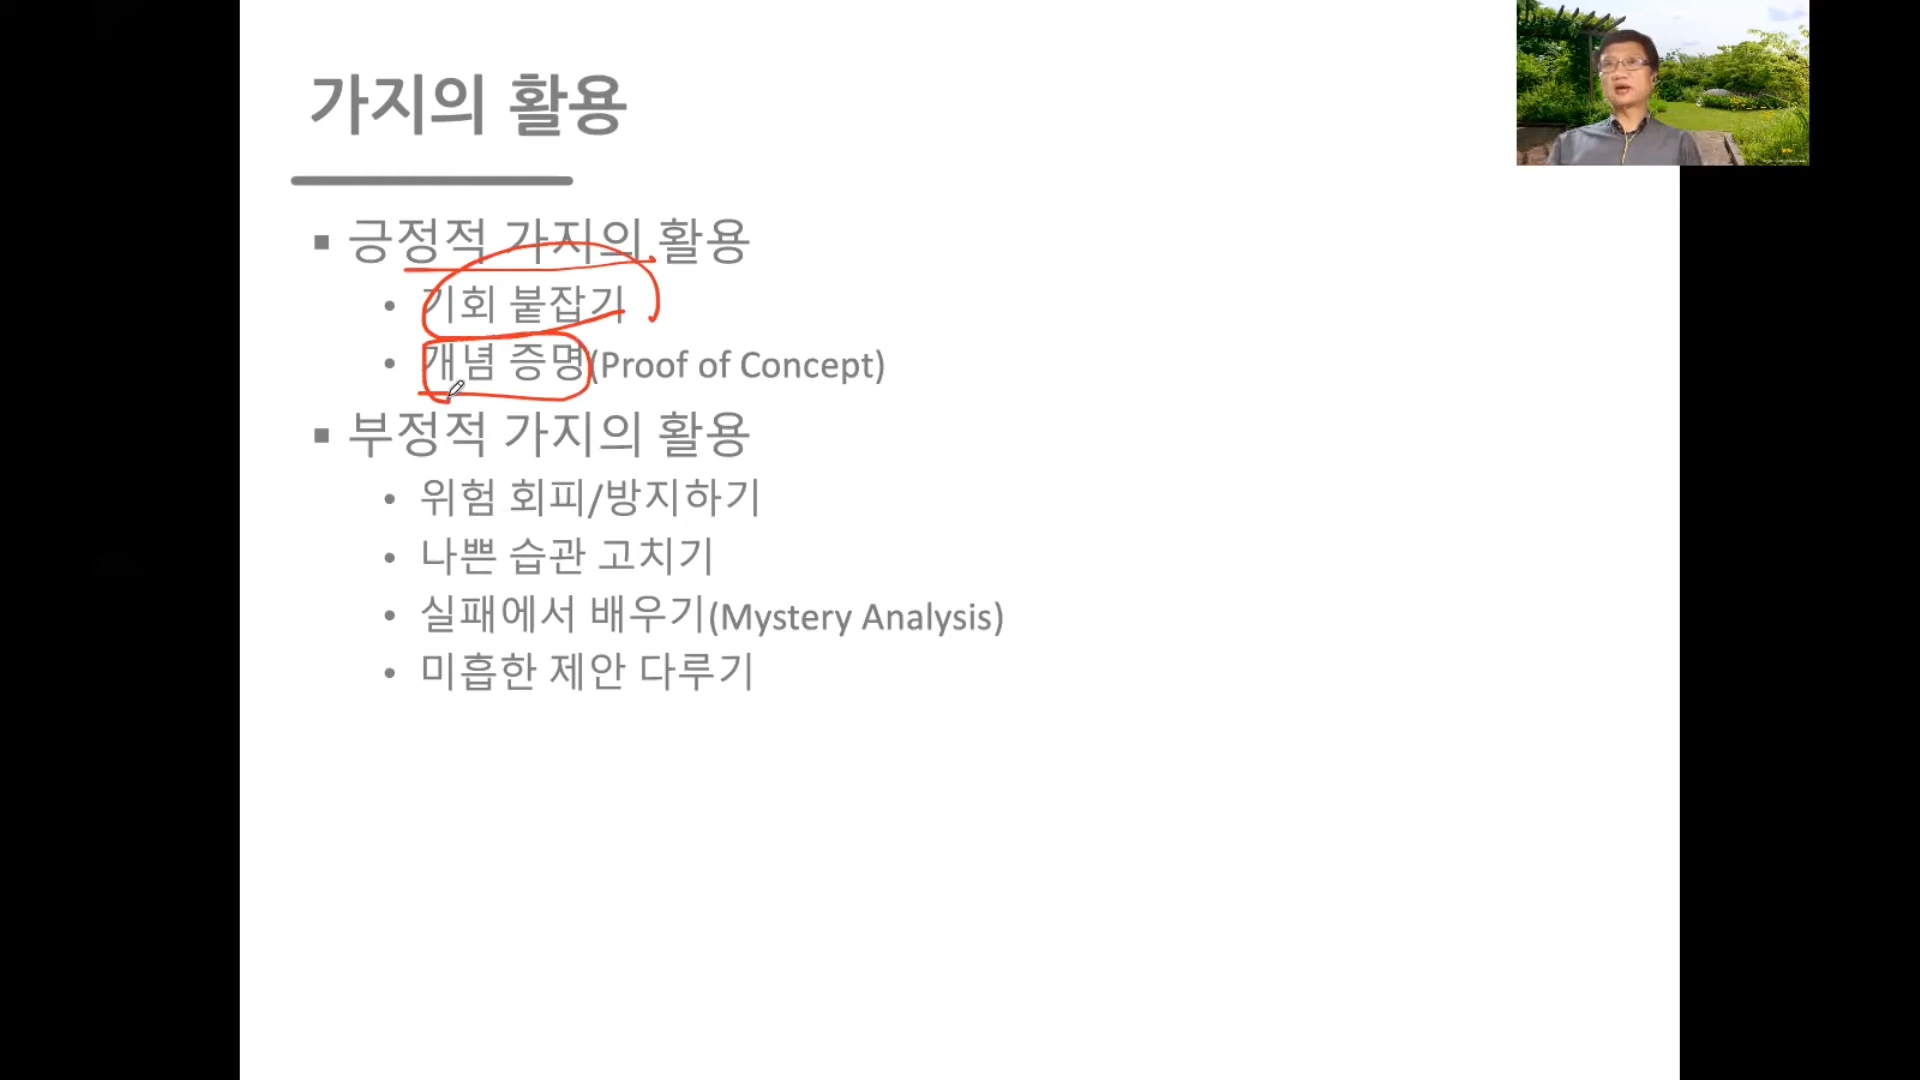 가지의 활용
▪ 긍정적 가지의 활용
• 기회 붙잡기
• 개념 증명(Proof of Concept)
▪ 부정적 가지의 활용
• 위험 회피/방지하기
• 나쁜 습관 고치기
• 실패에서 배우기(Mystery Analysis)
• 미흡한 제안 다루기